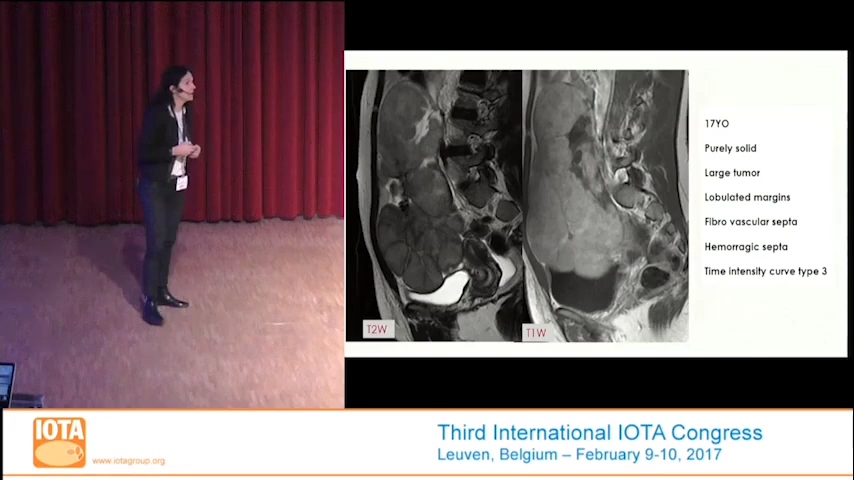 17YO
Purely solid
Large tumor
Lobulated margins
Fibro vascular septa
Hemorragic septa
Time intensity curve type 3
T2W
T1W
IOTA
www.iotagroup.org
Third International IOTA Congress
Leuven, Belgium – February 9-10, 2017